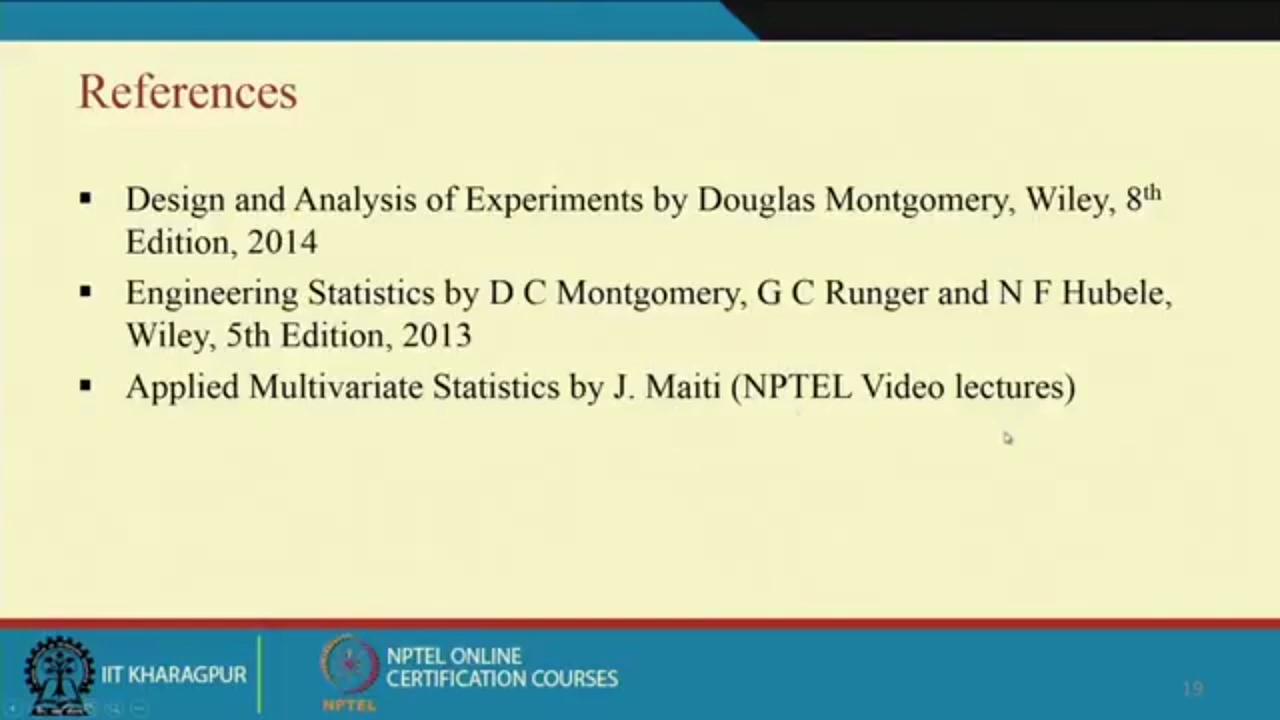 References
▪ Design and Analysis of Experiments by Douglas Montgomery, Wiley, 8th
Edition, 2014
▪ Engineering Statistics by D C Montgomery, G C Runger and N F Hubele,
Wiley, 5th Edition, 2013
▪ Applied Multivariate Statistics by J. Maiti (NPTEL Video lectures)
IIT KHARAGPUR
NPTEL
NPTEL ONLINE
CERTIFICATION COURSES
19